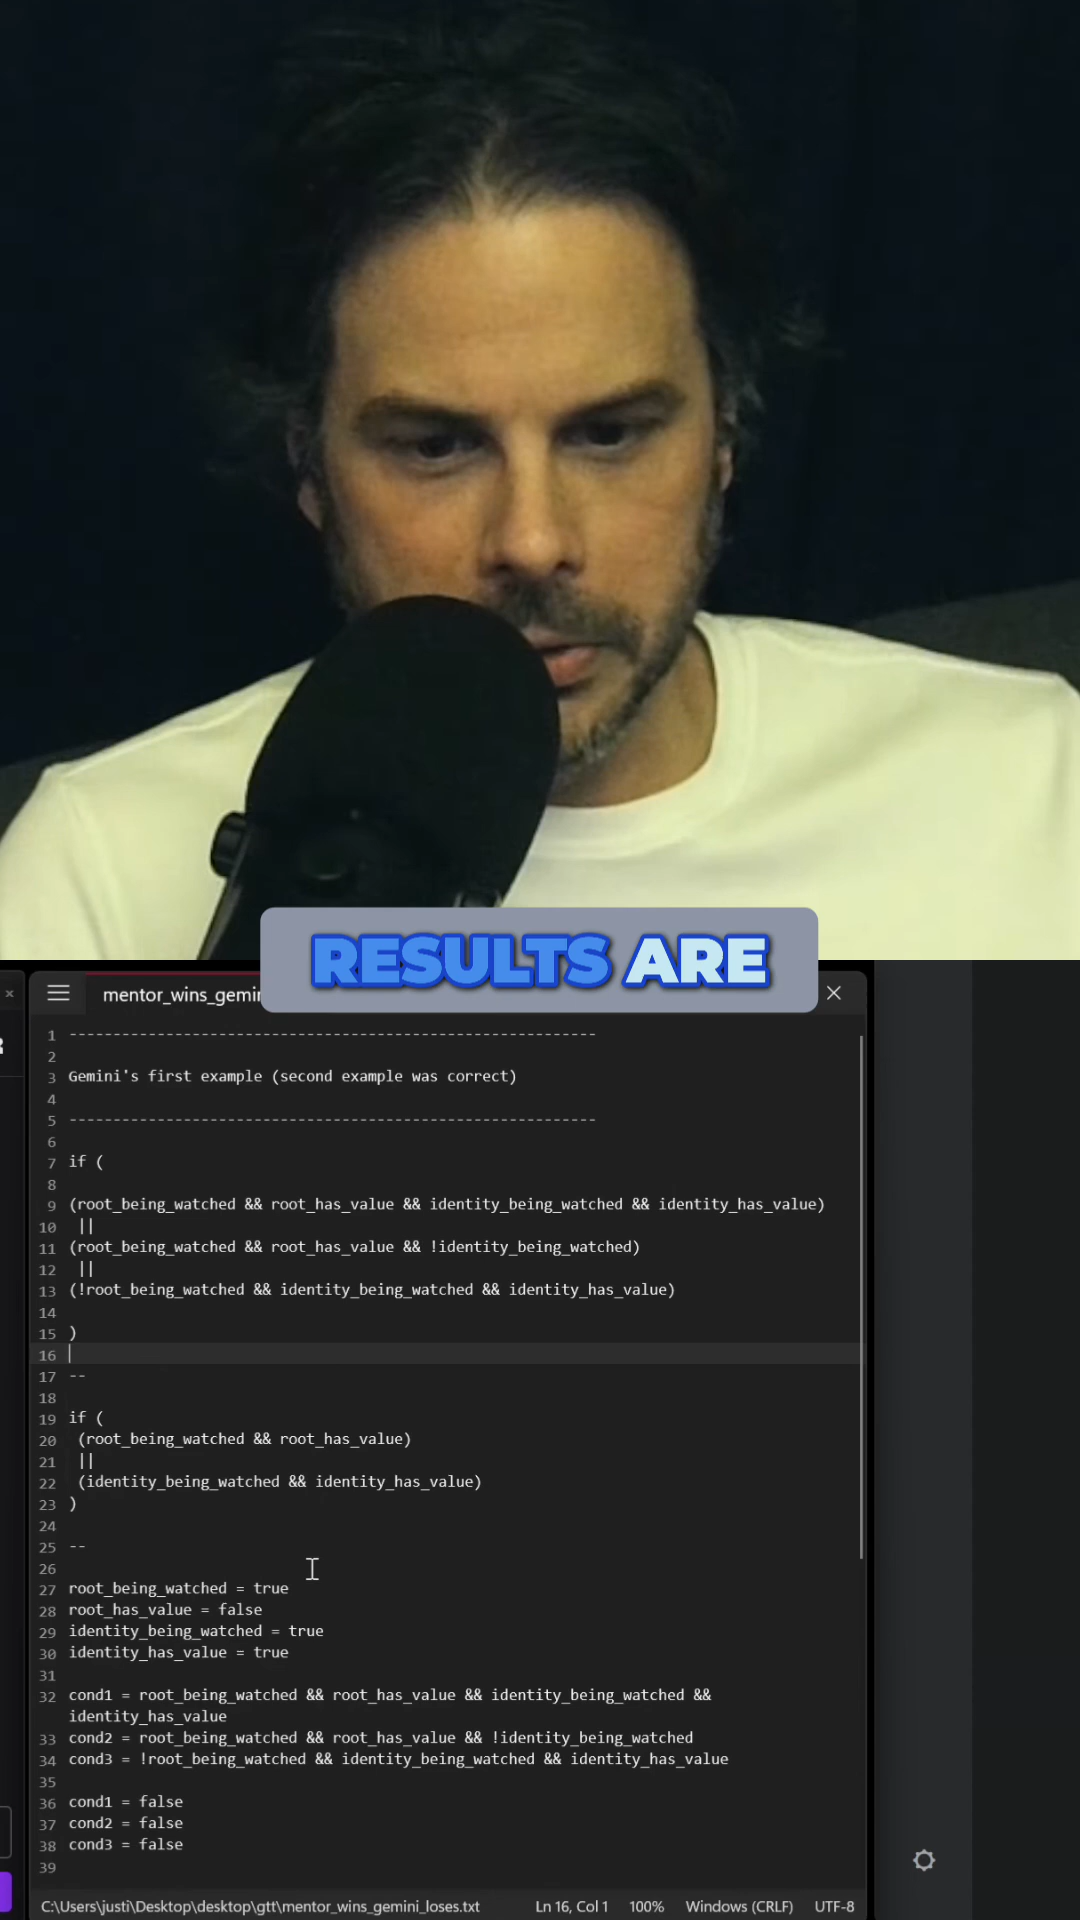 RESULTS ARE
mentor_wins_gemi
1 ------------------------------------------------------------
2
3 Gemini's first example (second example was correct)
4
5 ------------------------------------------------------------
6
7 if (
8
9 (root_being_watched && root_has_value && identity_being_watched && identity_has_value)
10 ||
11 (root_being_watched && root_has_value && !identity_being_watched)
12 ||
13 (!root_being_watched && identity_being_watched && identity_has_value)
14
15 )
16
17 --
18
19 if (
20 (root_being_watched && root_has_value)
21 ||
22 (identity_being_watched && identity_has_value)
23 )
24
25 --
26
27 root_being_watched = true
28 root_has_value = false
29 identity_being_watched = true
30 identity_has_value = true
31
32 cond1 = root_being_watched && root_has_value && identity_being_watched &&
identity_has_value
33 cond2 = root_being_watched && root_has_value && !identity_being_watched
34 cond3 = !root_being_watched && identity_being_watched && identity_has_value
35
36 cond1 = false
37 cond2 = false
38 cond3 = false
39
C:\Users\justi\Desktop\desktop\gtt\mentor_wins_gemini_loses.txt Ln 16, Col 1 100% Windows (CRLF) UTF-8